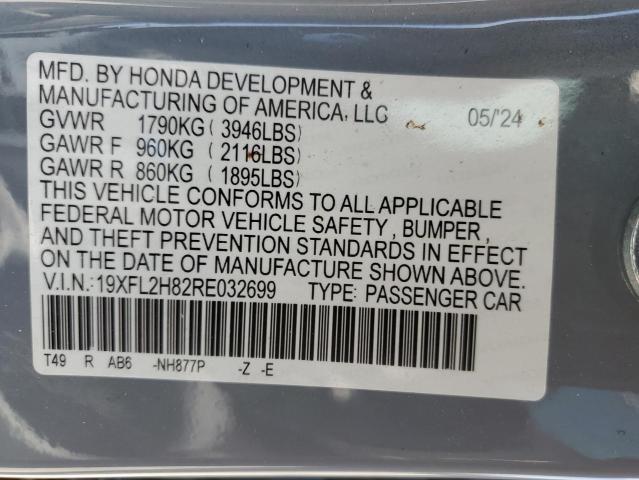 MFD. BY HONDA DEVELOPMENT &
MANUFACTURING OF AMERICA, LLC 05/'24
GVWR 1790KG ( 3946LBS)
GAWR F 960KG ( 2116LBS)
GAWR R 860KG ( 1895LBS)
THIS VEHICLE CONFORMS TO ALL APPLICABLE
FEDERAL MOTOR VEHICLE SAFETY , BUMPER ,
AND THEFT PREVENTION STANDARDS IN EFFECT
ON THE DATE OF MANUFACTURE SHOWN ABOVE.
V.I.N.:19XFL2H82RE032699 TYPE: PASSENGER CAR
T49 R AB6 -NH877P -Z -E